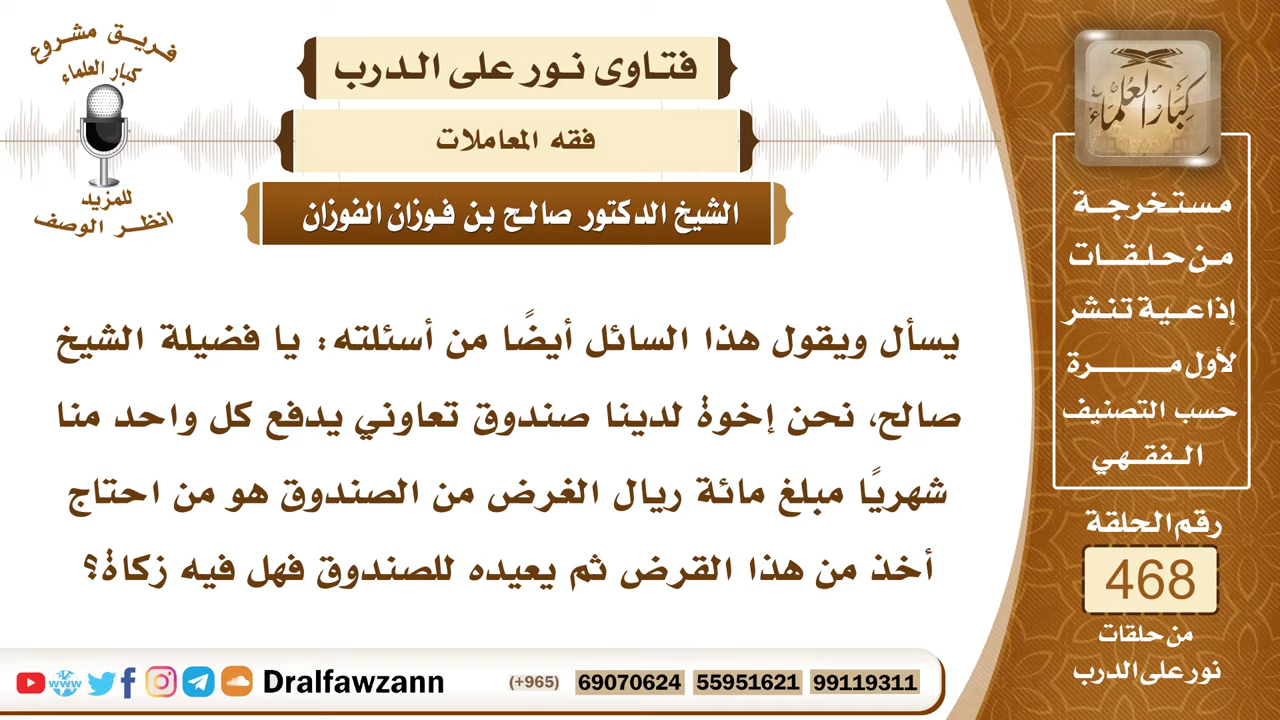 فريق مشروع
كبار العلماء
للمزيد
انظر الوصف
فتاوى نور على الدرب
فقه المعاملات
الشيخ الدكتور صالح بن فوزان الفوزان
يسأل ويقول هذا السائل أيضًا من أسئلته: يا فضيلة الشيخ
صالح، نحن إخوةٌ لدينا صندوق تعاوني يدفع كل واحد منا
شهريًا مبلغ مائة ريال الغرض من الصندوق هو من احتاج
أخذ من هذا القرض ثم يعيده للصندوق فهل فيه زكاةٌ؟
كبار العلماء
مستخرجة
من حلقات
إذاعية تنشر
لأول مرة
حسب التصنيف
الفقهي
رقم الحلقة
468
من حلقات
نور على الدرب
www
Dralfawzann
(+965) 69070624 55951621 99119311